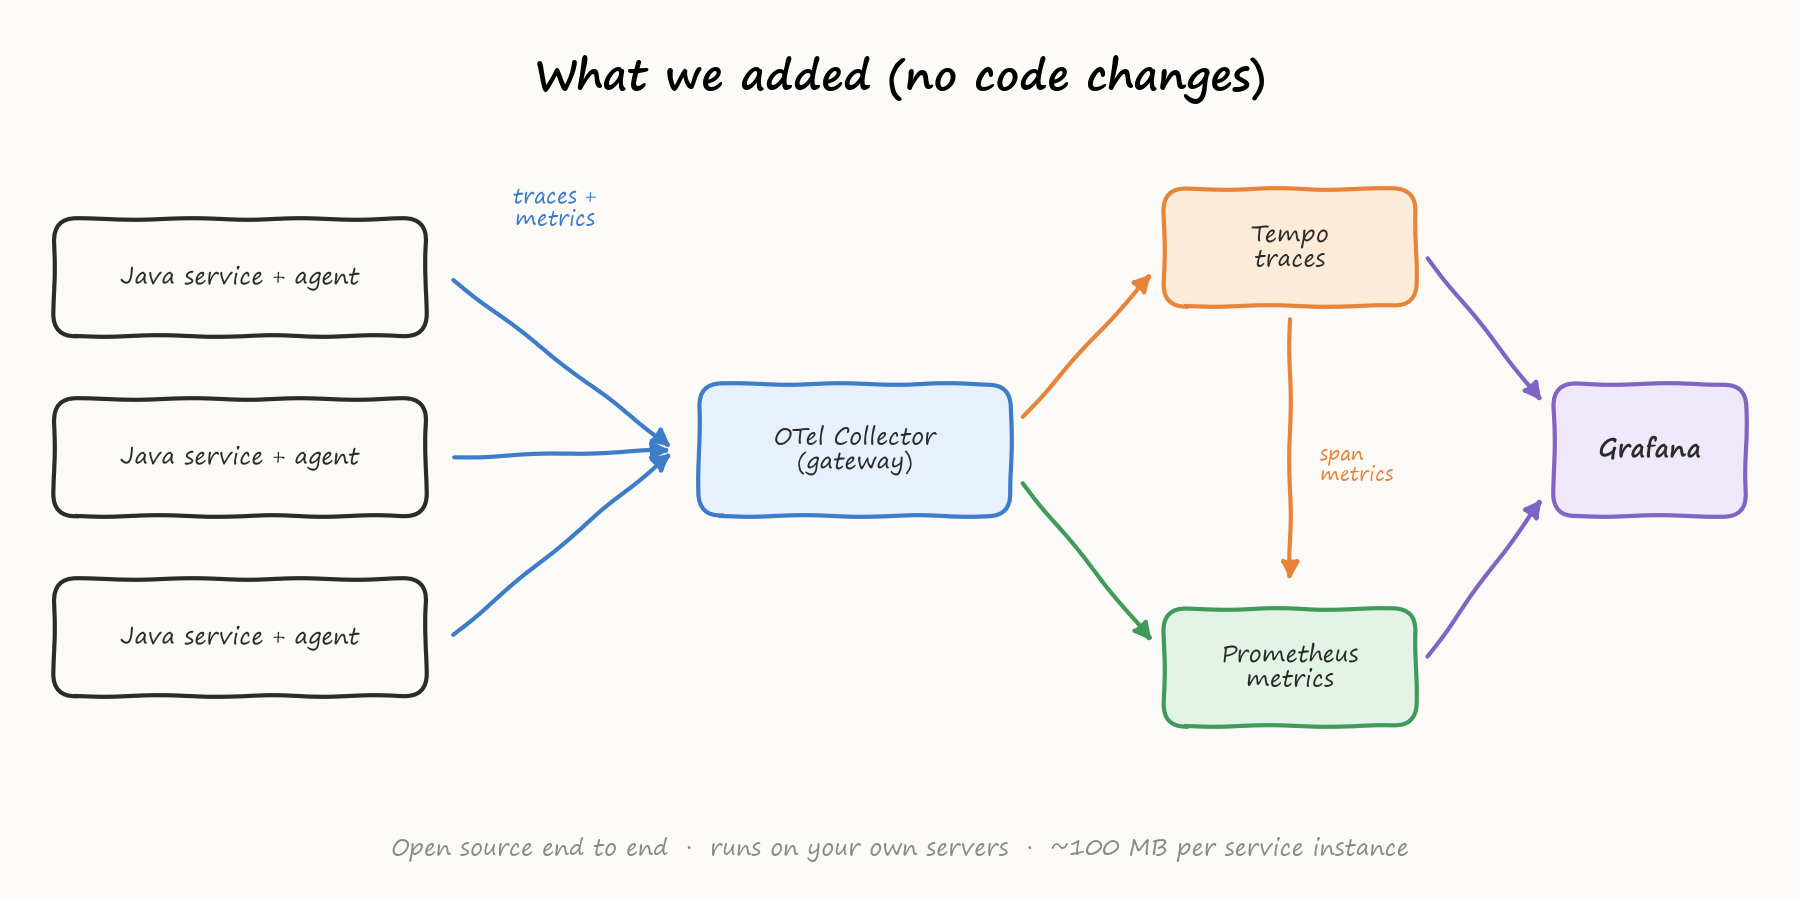 What we added (no code changes)
traces +
metrics
Java service + agent
Java service + agent
Java service + agent
OTel Collector
(gateway)
Tempo
traces
span
metrics
Prometheus
metrics
Grafana
Open source end to end · runs on your own servers · ~100 MB per service instance